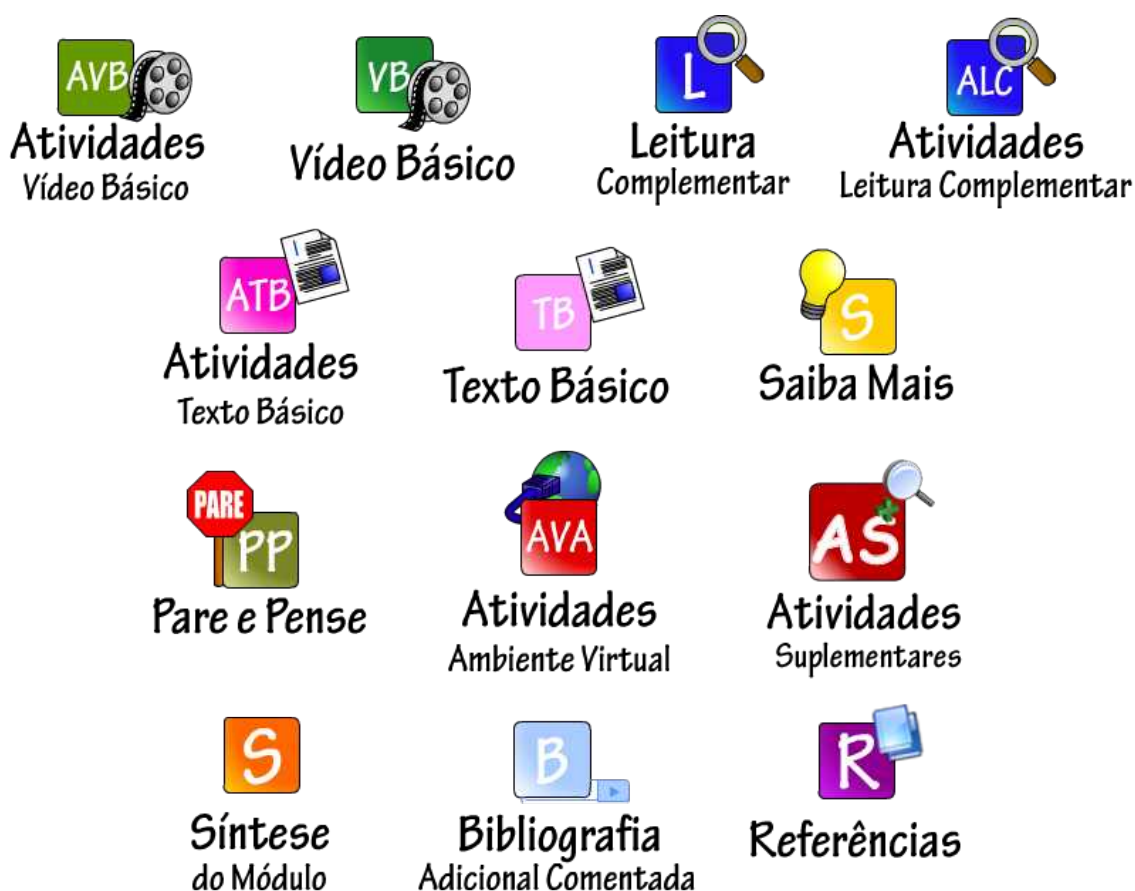 AVB
Atividades
Vídeo Básico
VB
Vídeo Básico
L
Leitura
Complementar
ALC
Atividades
Leitura Complementar
ATB
Atividades
Texto Básico
TB
Texto Básico
S
Saiba Mais
PARE
PP
Pare e Pense
AVA
Atividades
Ambiente Virtual
AS
Atividades
Suplementares
S
Síntese
do Módulo
B
Bibliografia
Adicional Comentada
R
Referências